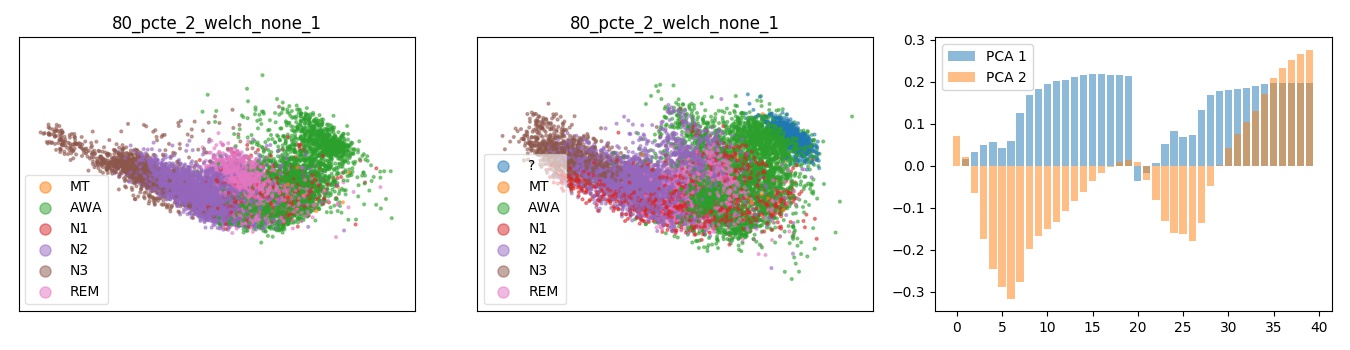 80_pcte_2_welch_none_1
MT
AWA
N1
N2
N3
REM
80_pcte_2_welch_none_1
?
MT
AWA
N1
N2
N3
REM
PCA 1
PCA 2
0.3
0.2
0.1
0.0
−0.1
−0.2
−0.3
0 5 10 15 20 25 30 35 40